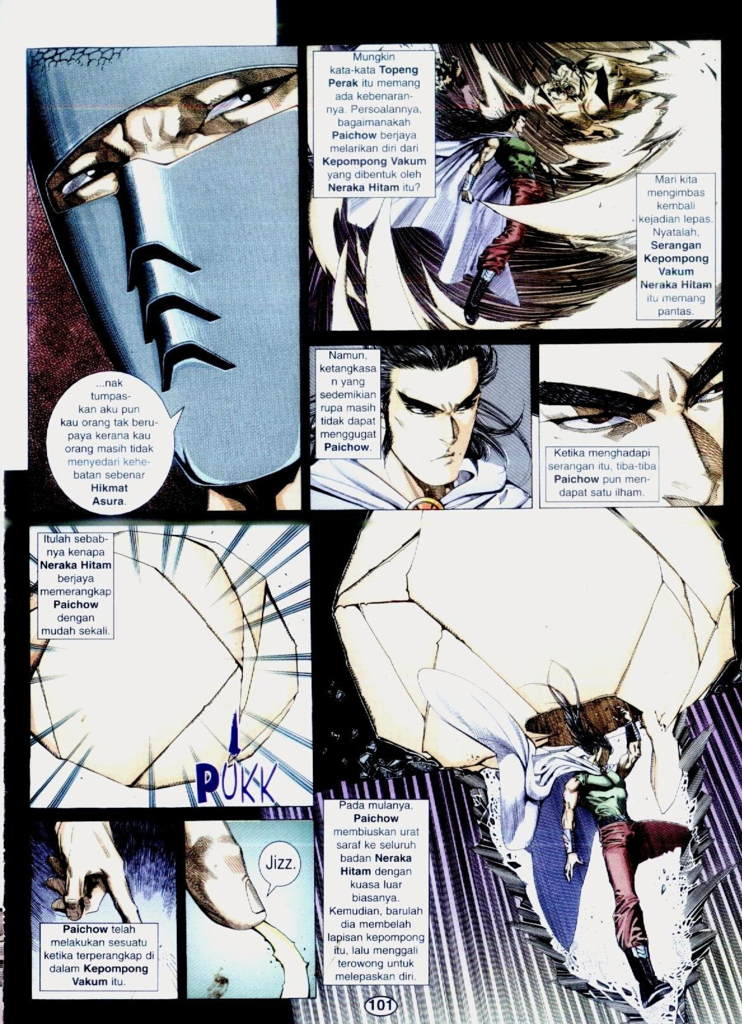 ...nak
tumpas-
kan aku pun
kau orang tak beru-
paya kerana kau
orang masih tidak
menyedari kehe-
batan sebenar
Hikmat
Asura.
Mungkin
kata-kata Topeng
Perak itu memang
ada kebenaran-
nya. Persoalannya,
bagaimanakah
Paichow berjaya
melarikan diri dari
Kepompong Vakum
yang dibentuk oleh
Neraka Hitam itu?
Mari kita
mengimbas
kembali
kejadian lepas.
Nyatalah,
Serangan
Kepompong
Vakum
Neraka Hitam
itu memang
pantas.
Namun,
ketangkasa
n yang
sedemikian
rupa masih
tidak dapat
menggugat
Paichow.
Ketika menghadapi
serangan itu, tiba-tiba
Paichow pun men-
dapat satu ilham.
Itulah sebab-
nya kenapa
Neraka Hitam
berjaya
memerangkap
Paichow
dengan
mudah sekali.
PUKK
Paichow telah
melakukan sesuatu
ketika terperangkap di
dalam Kepompong
Vakum itu.
Jizz.
Pada mulanya,
Paichow
membiuskan urat
saraf ke seluruh
badan Neraka
Hitam dengan
kuasa luar
biasanya.
Kemudian, barulah
dia membelah
lapisan kepompong
itu, lalu menggali
terowong untuk
melepaskan diri.
101